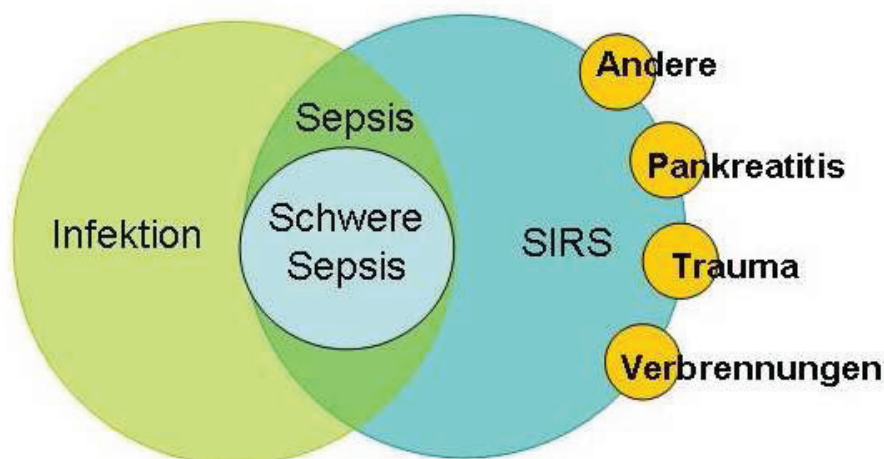 Andere
Sepsis
Pankreatitis
Schwere
Sepsis
Infektion
SIRS
Trauma
Verbrennungen